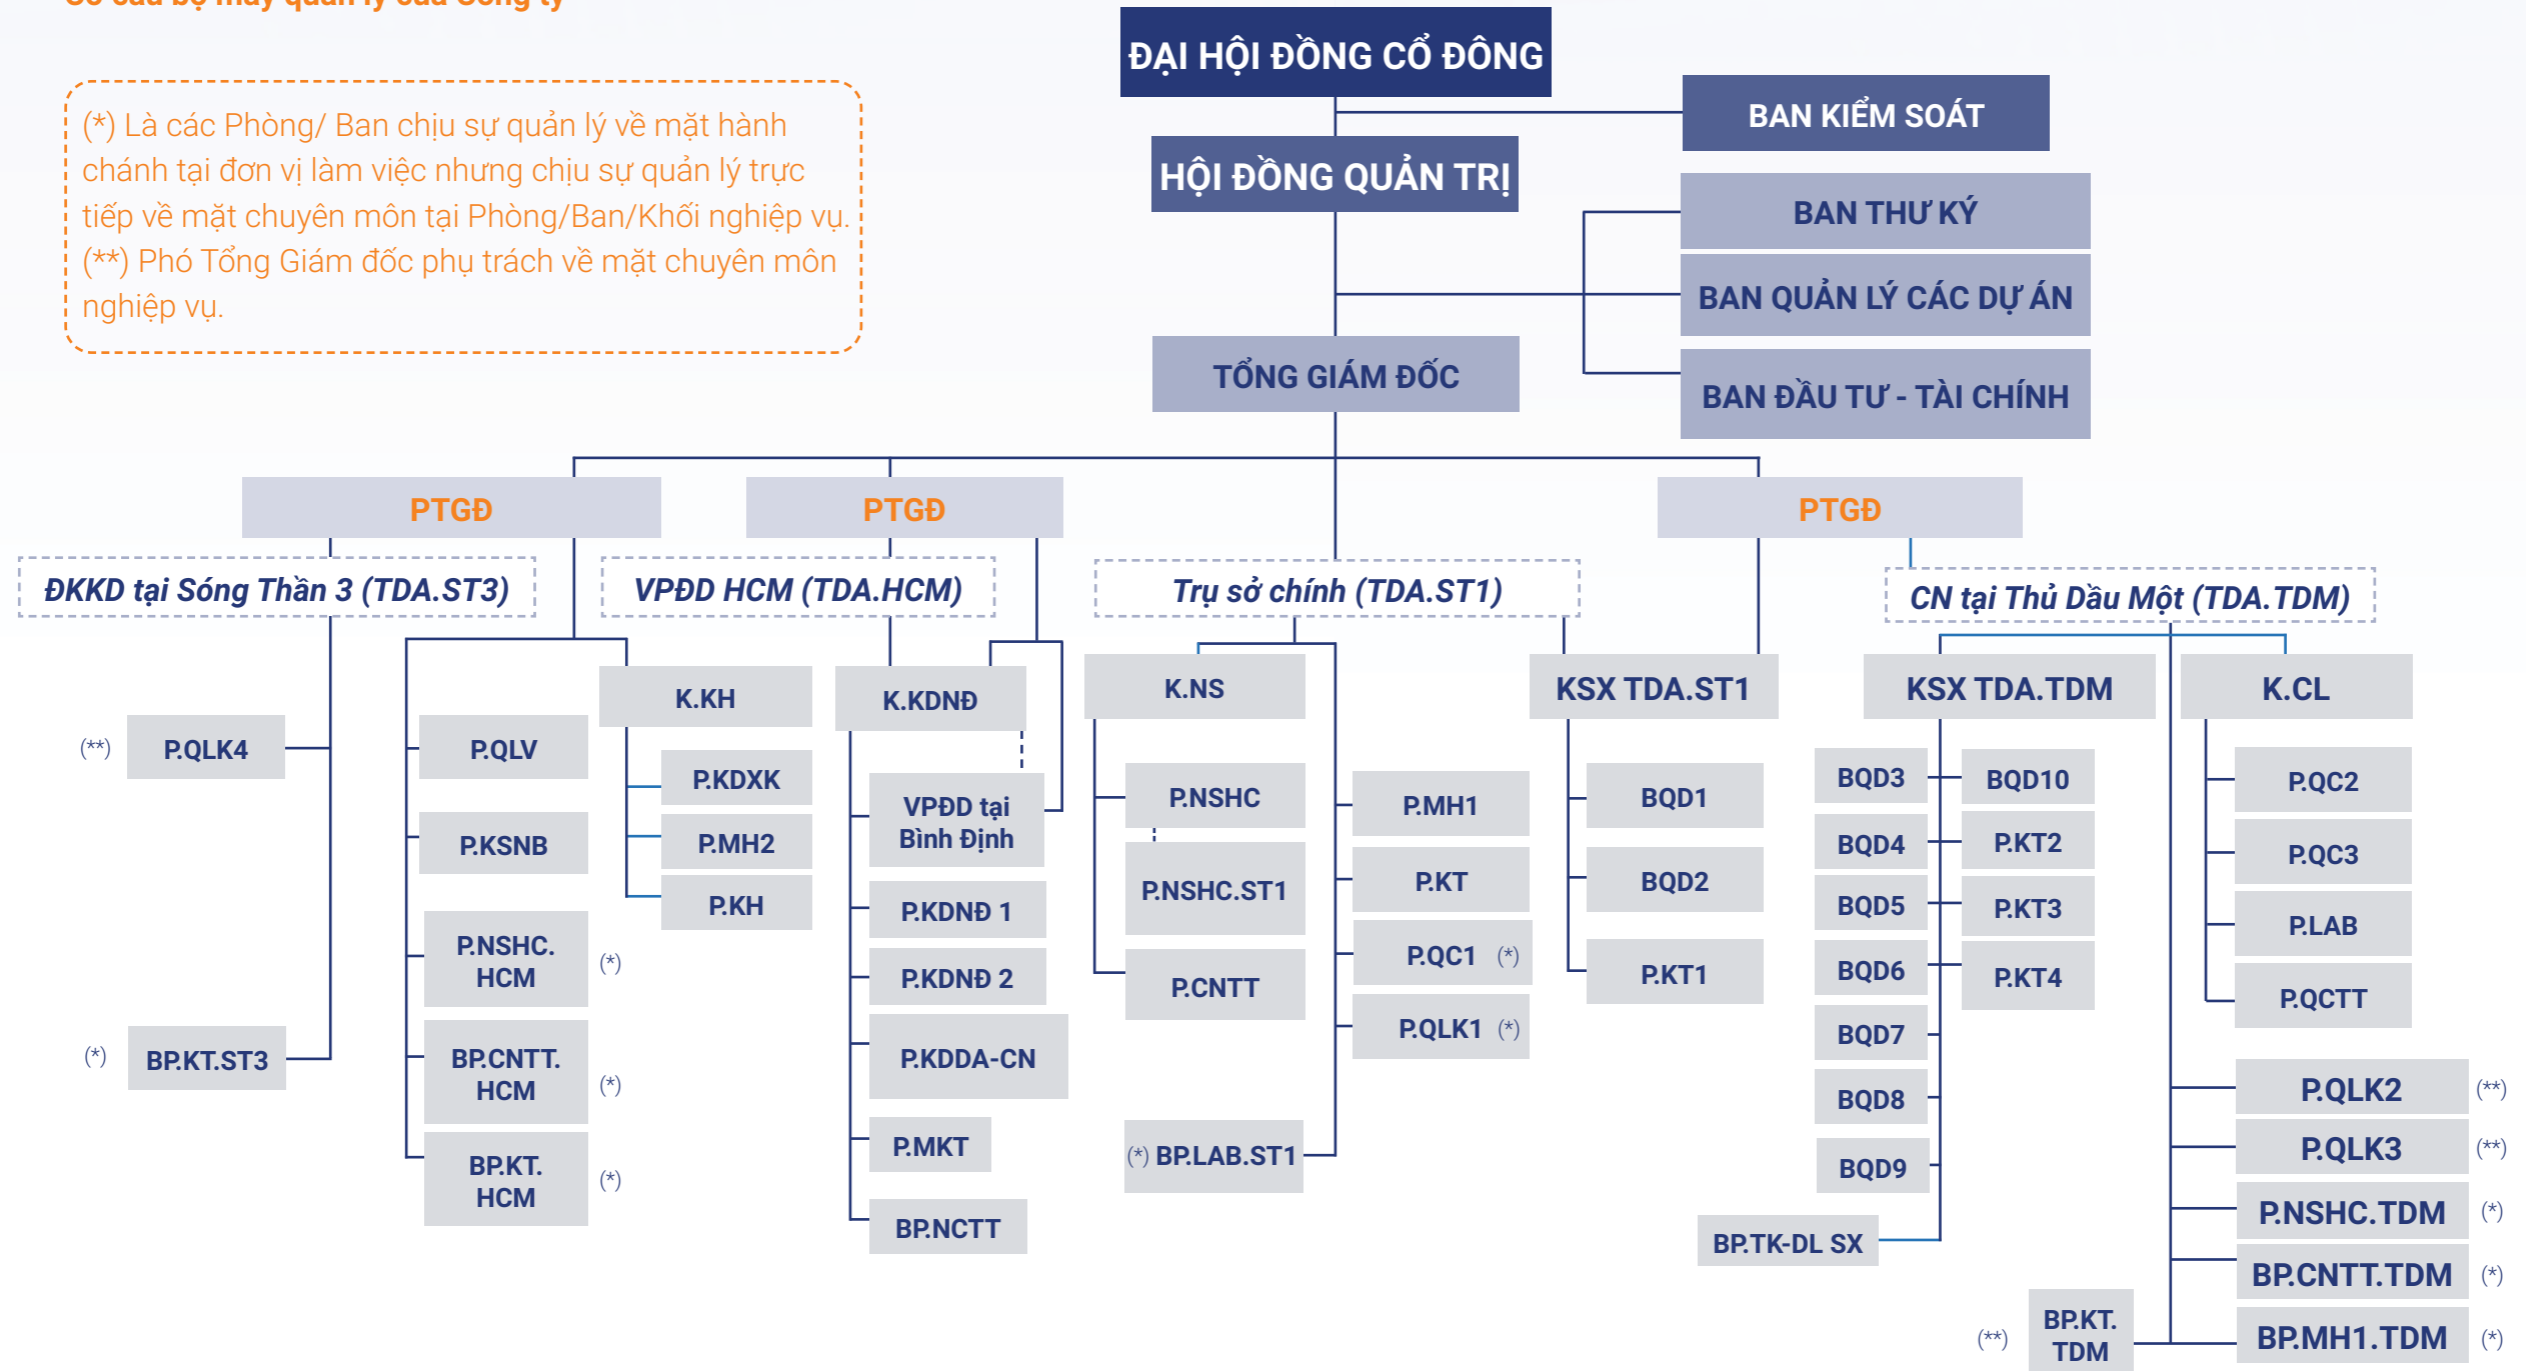 ĐẠI HỘI ĐỒNG CỔ ĐÔNG
BAN KIỂM SOÁT
HỘI ĐỒNG QUẢN TRỊ
BAN THƯ KÝ
BAN QUẢN LÝ CÁC DỰ ÁN
BAN ĐẦU TƯ - TÀI CHÍNH
TỔNG GIÁM ĐỐC
(*) Là các Phòng/ Ban chịu sự quản lý về mặt hành
chánh tại đơn vị làm việc nhưng chịu sự quản lý trực
tiếp về mặt chuyên môn tại Phòng/Ban/Khối nghiệp vụ.
(**) Phó Tổng Giám đốc phụ trách về mặt chuyên môn
nghiệp vụ.
PTGĐ
PTGĐ
PTGĐ
ĐKKD tại Sóng Thần 3 (TDA.ST3)
VPĐD HCM (TDA.HCM)
Trụ sở chính (TDA.ST1)
CN tại Thủ Dầu Một (TDA.TDM)
(**) P.QLK4
(*) BP.KT.ST3
P.QLV
P.KSNB
P.NSHC.
HCM (*)
BP.CNTT.
HCM (*)
BP.KT.
HCM (*)
K.KH
P.KDXK
P.MH2
P.KH
K.KDNĐ
VPĐD tại
Bình Định
P.KDNĐ 1
P.KDNĐ 2
P.KDDA-CN
P.MKT
BP.NCTT
K.NS
P.NSHC
P.NSHC.ST1
P.CNTT
(*) BP.LAB.ST1
P.MH1
P.KT
P.QC1 (*)
P.QLK1 (*)
KSX TDA.ST1
BQD1
BQD2
P.KT1
KSX TDA.TDM
BQD3
BQD4
BQD5
BQD6
BQD7
BQD8
BQD9
BP.TK-DL SX
BQD10
P.KT2
P.KT3
P.KT4
K.CL
P.QC2
P.QC3
P.LAB
P.QCTT
P.QLK2 (**)
P.QLK3 (**)
P.NSHC.TDM (*)
BP.CNTT.TDM (*)
BP.MH1.TDM (*)
(**) BP.KT.
TDM